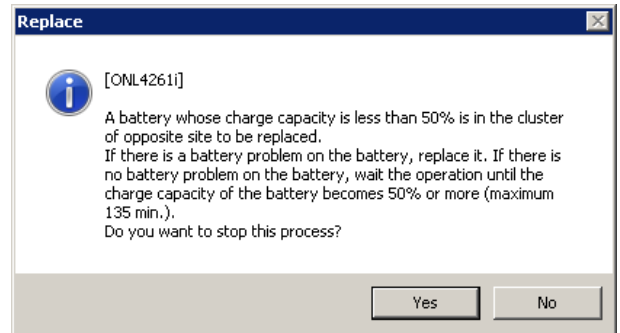 Replace
[ONL4261i]
A battery whose charge capacity is less than 50% is in the cluster
of opposite site to be replaced.
If there is a battery problem on the battery, replace it. If there is
no battery problem on the battery, wait the operation until the
charge capacity of the battery becomes 50% or more (maximum
135 min.).
Do you want to stop this process?
Yes No